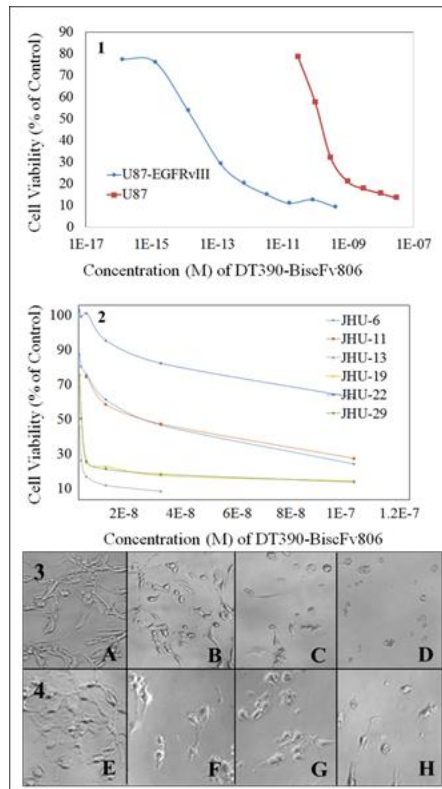 1
90
80
70
60
50
40
30
20
10
0
Cell Viability (% of Control)
U87-EGFRvIII
U87
1E-17 1E-15 1E-13 1E-11 1E-09 1E-07
Concentration (M) of DT390-BiscFv806
2
100
90
70
50
30
10
Cell Viability (% of Control)
JHU-6
JHU-11
JHU-13
JHU-19
JHU-22
JHU-29
2E-8 4E-8 6E-8 8E-8 1E-7 1.2E-7
Concentration (M) of DT390-BiscFv806
3
A B C D
4
E F G H